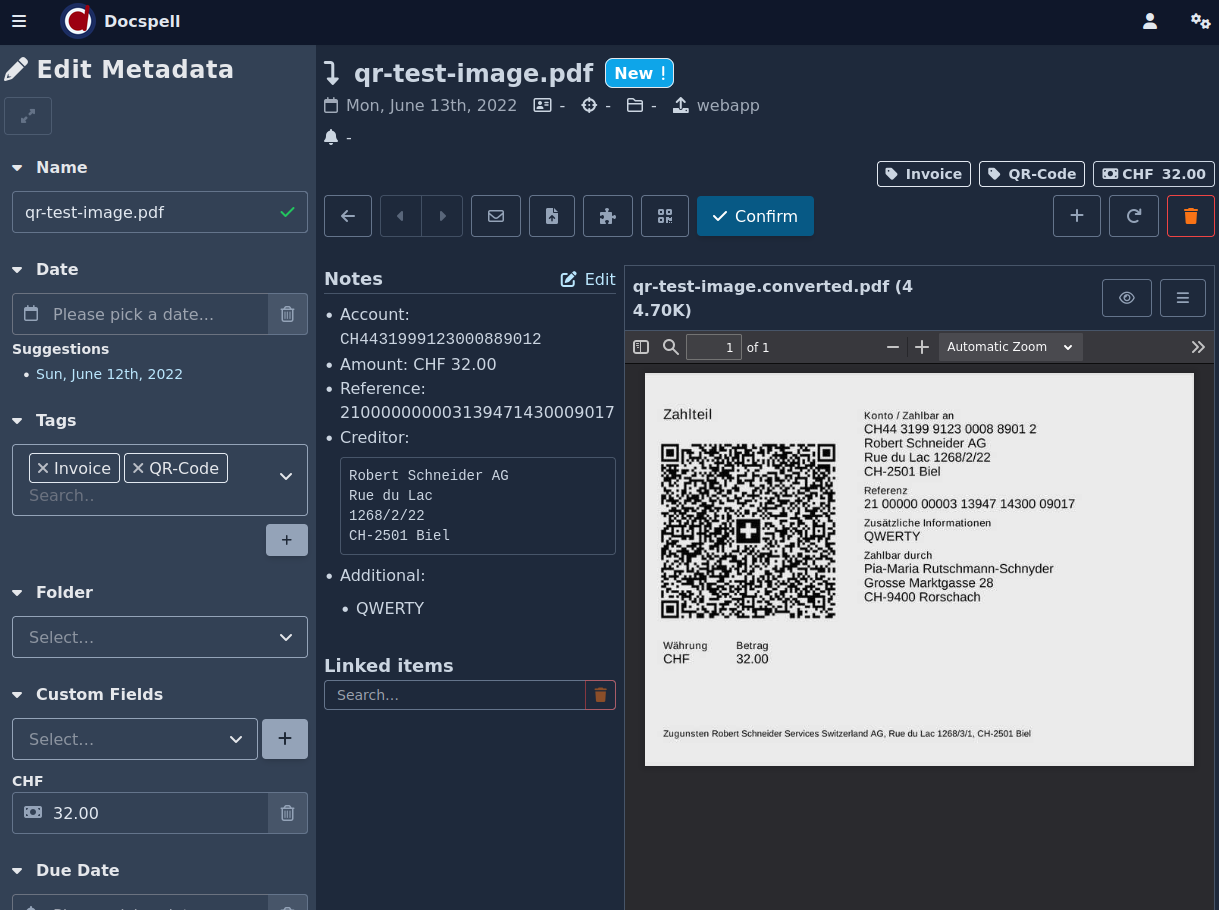 Docspell
Edit Metadata
Name
qr-test-image.pdf
Date
Please pick a date…
Suggestions
Sun, June 12th, 2022
Tags
Invoice QR-Code
Search..
Folder
Select…
Custom Fields
Select…
CHF
32.00
Due Date
qr-test-image.pdf New !
Mon, June 13th, 2022 - - - webapp
-
Invoice QR-Code CHF 32.00
Confirm
Notes Edit
Account:
CH4431999123000889012
Amount: CHF 32.00
Reference:
210000000003139471430009017
Creditor:
Robert Schneider AG
Rue du Lac
1268/2/22
CH-2501 Biel
Additional:
QWERTY
Linked items
Search…
qr-test-image.converted.pdf (4
4.70K)
1 of 1 Automatic Zoom
Zahlteil
Konto / Zahlbar an
CH44 3199 9123 0008 8901 2
Robert Schneider AG
Rue du Lac 1268/2/22
CH-2501 Biel
Referenz
21 00000 00003 13947 14300 09017
Zusätzliche Informationen
QWERTY
Zahlbar durch
Pia-Maria Rutschmann-Schnyder
Grosse Marktgasse 28
CH-9400 Rorschach
Währung Betrag
CHF 32.00
Zugunsten Robert Schneider Services Switzerland AG, Rue du Lac 1268/3/1, CH-2501 Biel